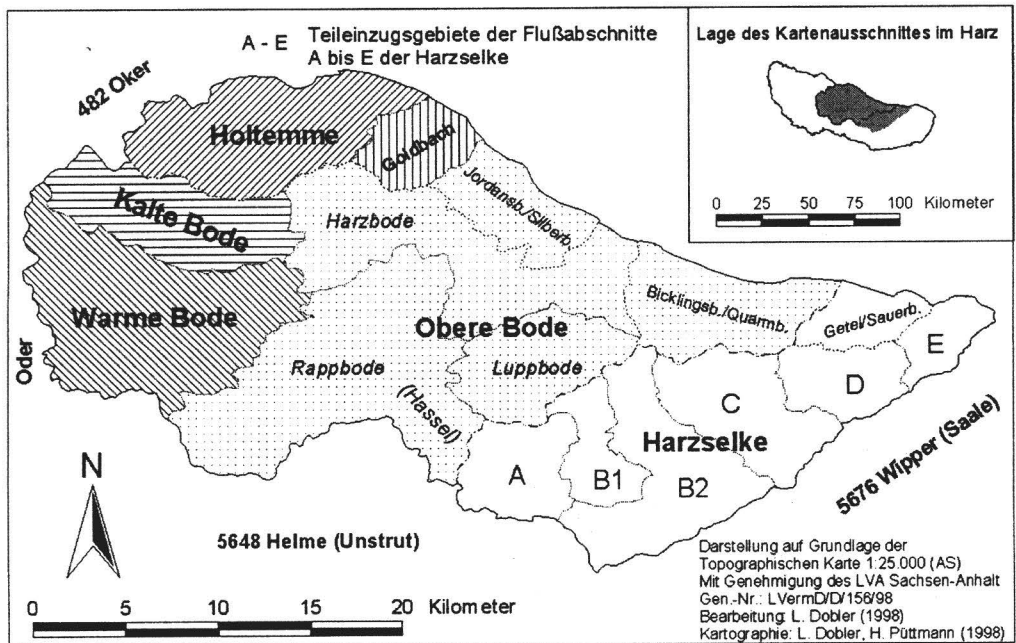 A - E Teileinzugsgebiete der Flußabschnitte
A bis E der Harzselke
Lage des Kartenausschnittes im Harz
0 25 50 75 100 Kilometer
482 Oker
Holtemme
Goldbach
Jordansb./Silberb.
Kalte Bode
Harzbode
Warme Bode
Obere Bode
Bicklingsb./Quarmb.
Getel/Sauerb.
Oder
Rappbode
Luppbode
(Hassel)
A
B1
B2
C
D
E
Harzselke
5676 Wipper (Saale)
5648 Helme (Unstrut)
N
0 5 10 15 20 Kilometer
Darstellung auf Grundlage der
Topographischen Karte 1:25.000 (AS)
Mit Genehmigung des LVA Sachsen-Anhalt
Gen.-Nr.: LVermD/D/156/98
Bearbeitung: L. Dobler (1998)
Kartographie: L. Dobler, H. Püttmann (1998)